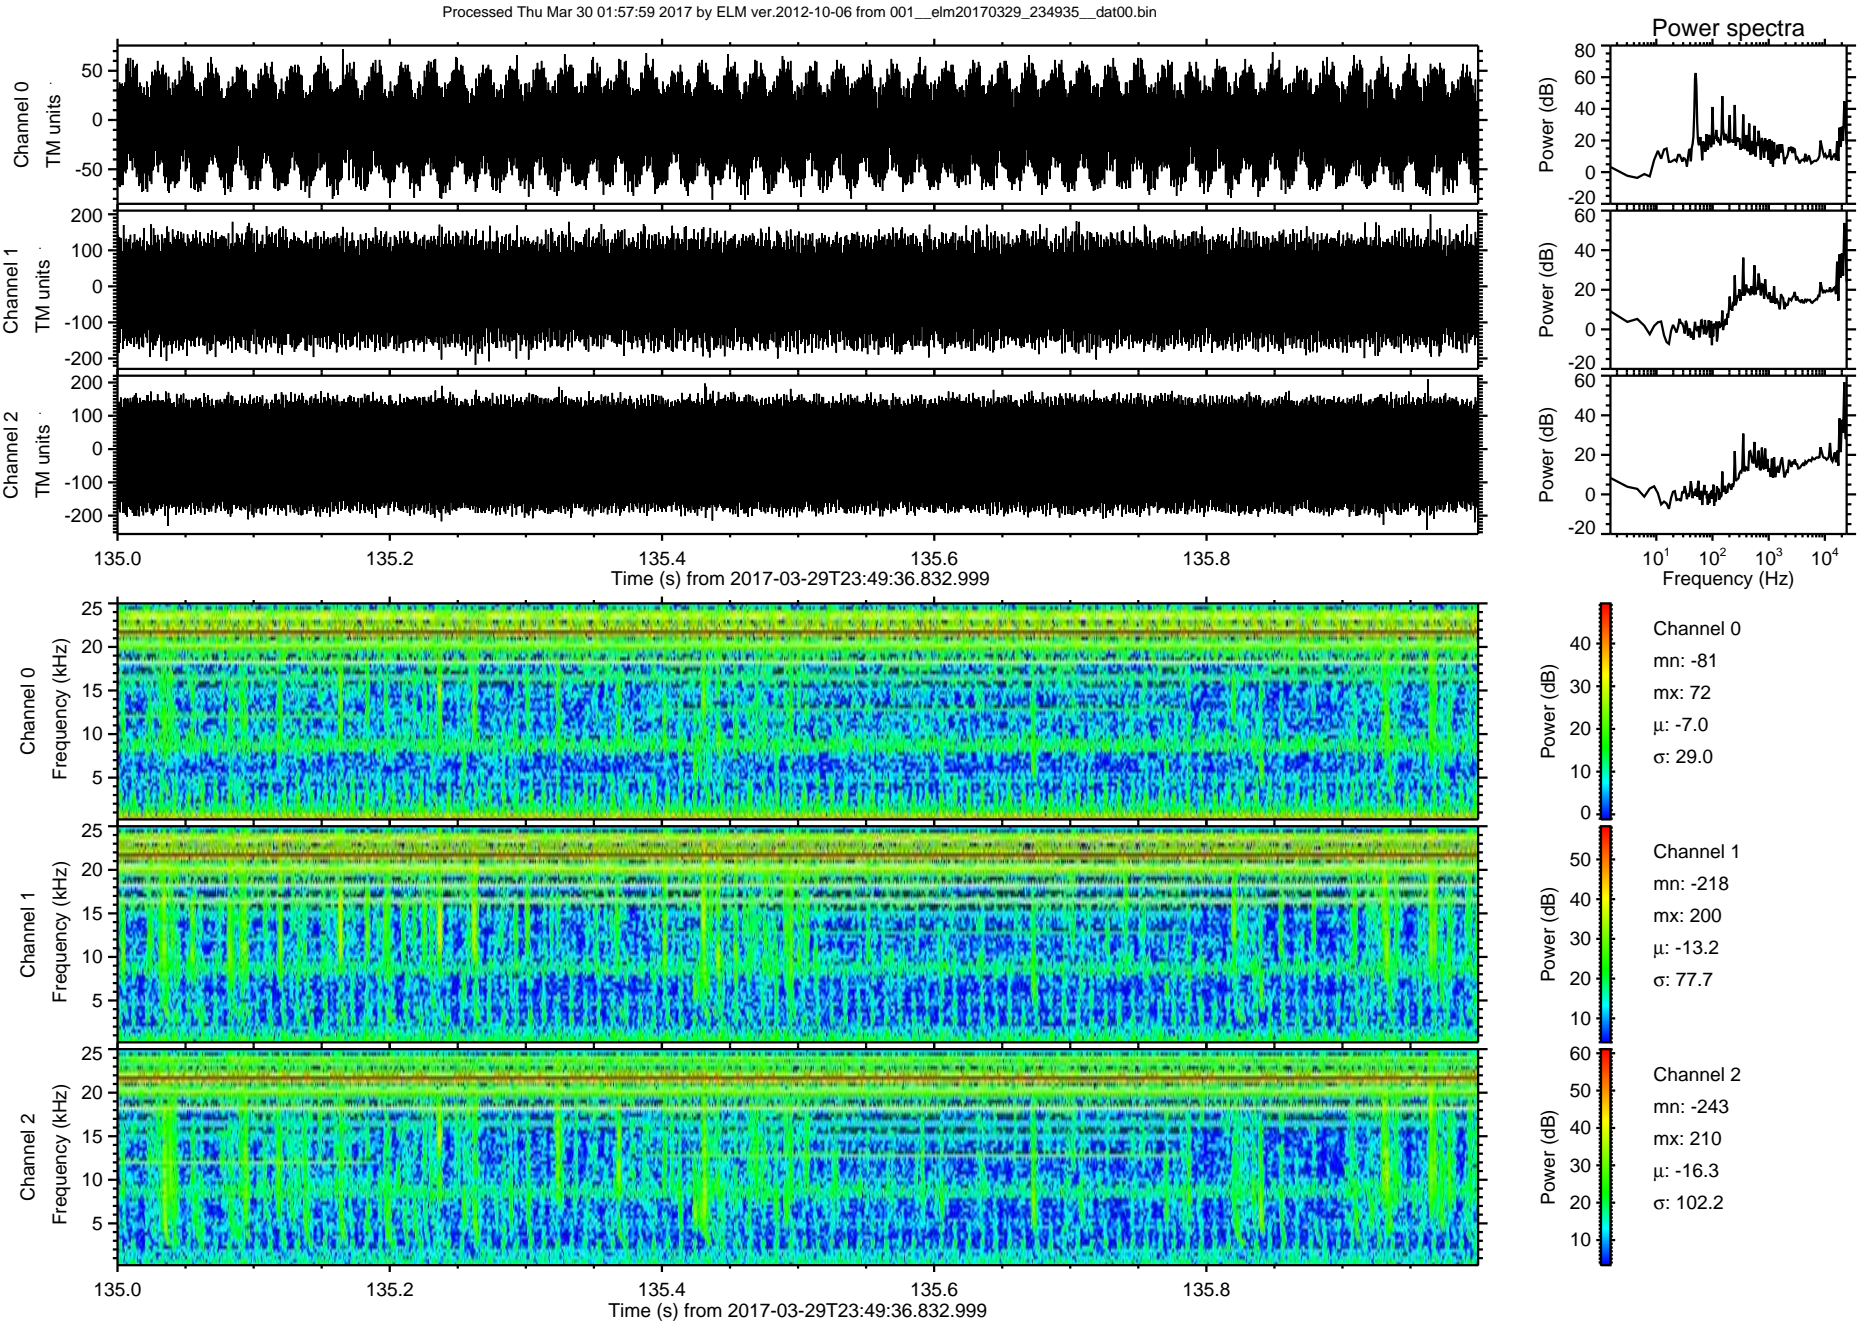 Processed Thu Mar 30 01:57:59 2017 by ELM ver.2012-10-06 from 001__elm20170329_234935__dat00.bin
Power spectra
Channel 0
TM units
50
0
-50
Power (dB)
80
60
40
20
0
-20
Channel 1
TM units
200
100
0
-100
-200
Power (dB)
60
40
20
0
-20
Channel 2
TM units
200
100
0
-100
-200
Power (dB)
60
40
20
0
-20
135.0 135.2 135.4 135.6 135.8
Time (s) from 2017-03-29T23:49:36.832.999
10^1 10^2 10^3 10^4
Frequency (Hz)
Channel 0
Frequency (kHz)
25
20
15
10
5
Power (dB)
40
30
20
10
0
Channel 0
mn: -81
mx: 72
μ: -7.0
σ: 29.0
Channel 1
Frequency (kHz)
25
20
15
10
5
Power (dB)
50
40
30
20
10
Channel 1
mn: -218
mx: 200
μ: -13.2
σ: 77.7
Channel 2
Frequency (kHz)
25
20
15
10
5
Power (dB)
60
50
40
30
20
10
Channel 2
mn: -243
mx: 210
μ: -16.3
σ: 102.2
135.0 135.2 135.4 135.6 135.8
Time (s) from 2017-03-29T23:49:36.832.999